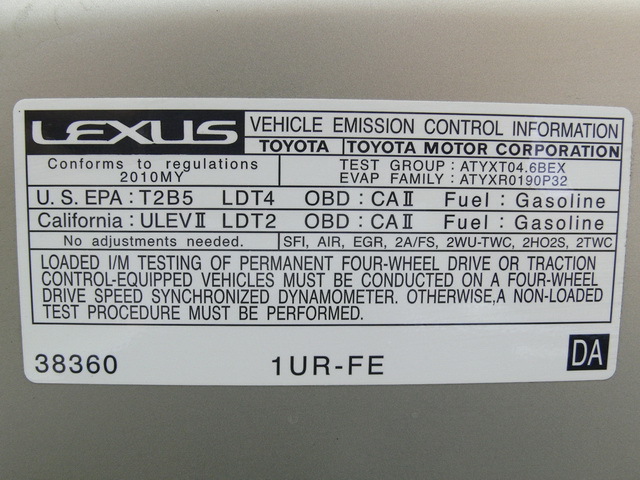 LEXUS VEHICLE EMISSION CONTROL INFORMATION
TOYOTA TOYOTA MOTOR CORPORATION
Conforms to regulations
2010MY
TEST GROUP : ATYXT04.6BEX
EVAP FAMILY : ATYXR0190P32
U. S. EPA : T2B5 LDT4 OBD : CAⅡ Fuel : Gasoline
California : ULEVⅡ LDT2 OBD : CAⅡ Fuel : Gasoline
No adjustments needed. SFI, AIR, EGR, 2A/FS, 2WU-TWC, 2HO2S, 2TWC
LOADED I/M TESTING OF PERMANENT FOUR-WHEEL DRIVE OR TRACTION
CONTROL-EQUIPPED VEHICLES MUST BE CONDUCTED ON A FOUR-WHEEL
DRIVE SPEED SYNCHRONIZED DYNAMOMETER. OTHERWISE,A NON-LOADED
TEST PROCEDURE MUST BE PERFORMED.
38360 1UR-FE DA